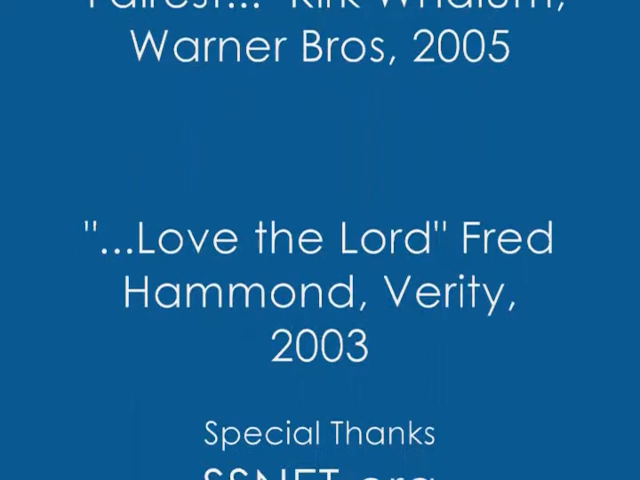 Warner Bros, 2005
"...Love the Lord" Fred
Hammond, Verity,
2003
Special Thanks